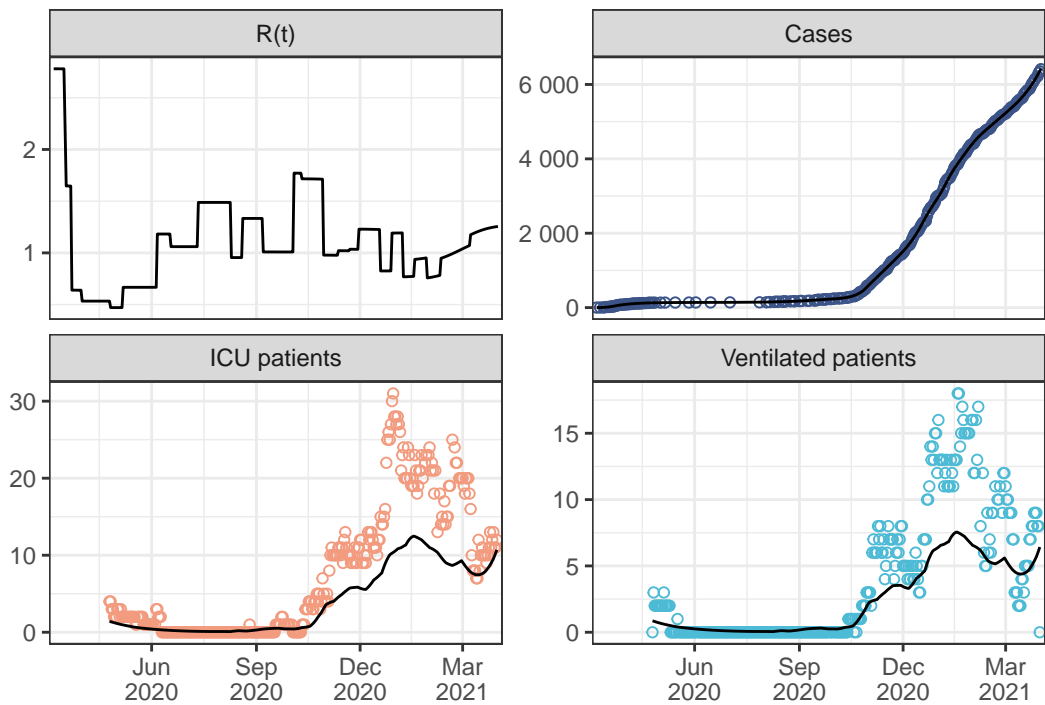 R(t)
Cases
2
1
6 000
4 000
2 000
0
ICU patients
Ventilated patients
30
20
10
0
15
10
5
0
Jun Sep Dec Mar
2020 2020 2020 2021
Jun Sep Dec Mar
2020 2020 2020 2021